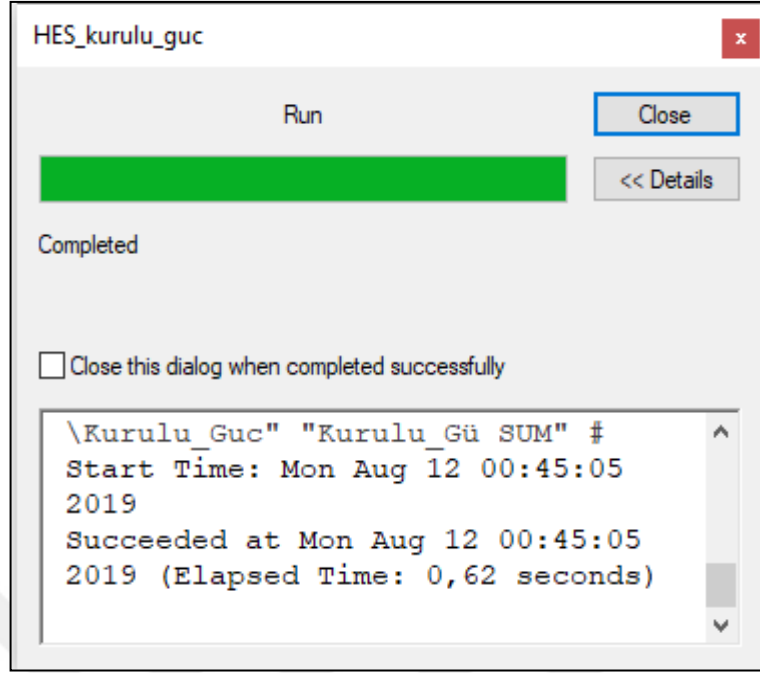 HES_kurulu_guc
x
Run
Close
<< Details
Completed
Close this dialog when completed successfully
\Kurulu_Guc" "Kurulu_Gü SUM" #
Start Time: Mon Aug 12 00:45:05
2019
Succeeded at Mon Aug 12 00:45:05
2019 (Elapsed Time: 0,62 seconds)